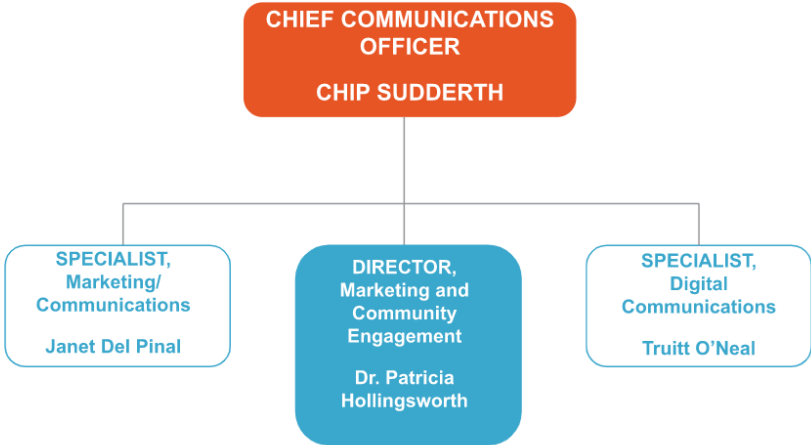 CHIEF COMMUNICATIONS
OFFICER
CHIP SUDDERTH
SPECIALIST,
Marketing/
Communications
Janet Del Pinal
DIRECTOR,
Marketing and
Community
Engagement
Dr. Patricia
Hollingsworth
SPECIALIST,
Digital
Communications
Truitt O’Neal